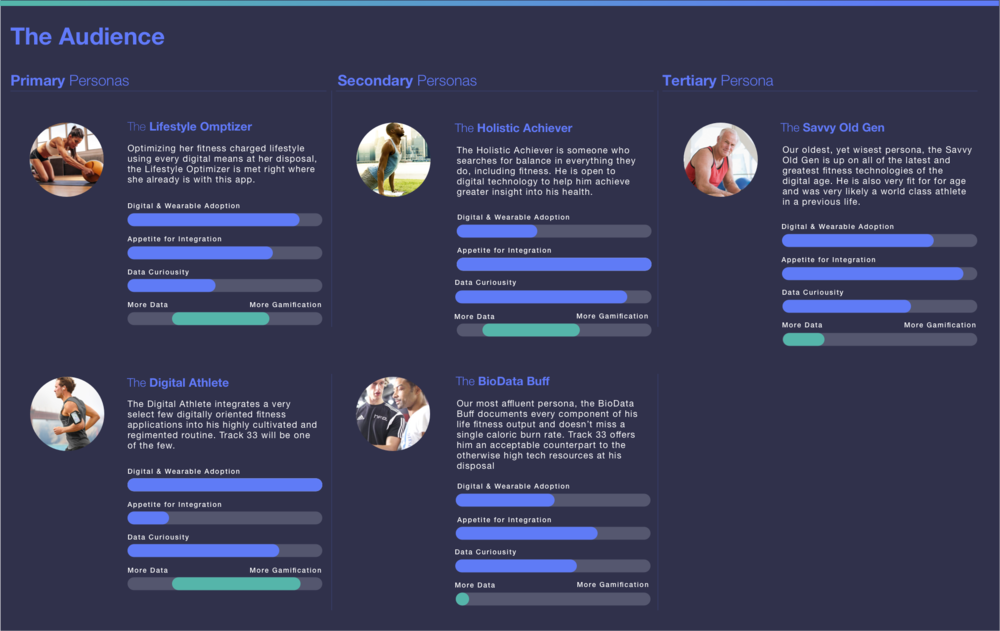 The Audience
Primary Personas
The Lifestyle Omptizer
Optimizing her fitness charged lifestyle
using every digital means at her disposal,
the Lifestyle Optimizer is met right where
she already is with this app.
Digital & Wearable Adoption
Appetite for Integration
Data Curiousity
More Data More Gamification
The Digital Athlete
The Digital Athlete integrates a very
select few digitally oriented fitness
applications into his highly cultivated and
regimented routine. Track 33 will be one
of the few.
Digital & Wearable Adoption
Appetite for Integration
Data Curiousity
More Data More Gamification
Secondary Personas
The Holistic Achiever
The Holistic Achiever is someone who
searches for balance in everything they
do, including fitness. He is open to
digital technology to help him achieve
greater insight into his health.
Digital & Wearable Adoption
Appetite for Integration
Data Curiousity
More Data More Gamification
The BioData Buff
Our most affluent persona, the BioData
Buff documents every component of his
life fitness output and doesn't miss a
single caloric burn rate. Track 33 offers
him an acceptable counterpart to the
otherwise high tech resources at his
disposal
Digital & Wearable Adoption
Appetite for Integration
Data Curiousity
More Data More Gamification
Tertiary Persona
The Savvy Old Gen
Our oldest, yet wisest persona, the Savvy
Old Gen is up on all of the latest and
greatest fitness technologies of the
digital age. He is also very fit for for age
and was very likely a world class athlete
in a previous life.
Digital & Wearable Adoption
Appetite for Integration
Data Curiousity
More Data More Gamification